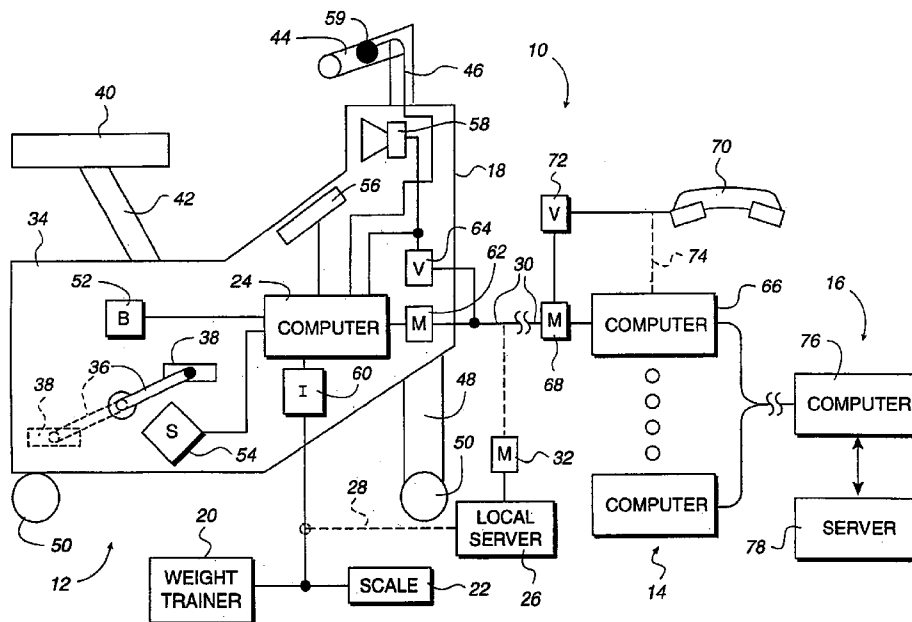 59
44
46
10
40
58
18
72
70
V
42
56
64
34
V
74
52
24
62
30
66
16
B
COMPUTER
M
M
COMPUTER
76
38
36
60
68
38
I
48
COMPUTER
S
M
32
54
50
COMPUTER
28
LOCAL
SERVER
SERVER
50
20
78
12
WEIGHT
TRAINER
SCALE
22
26
14